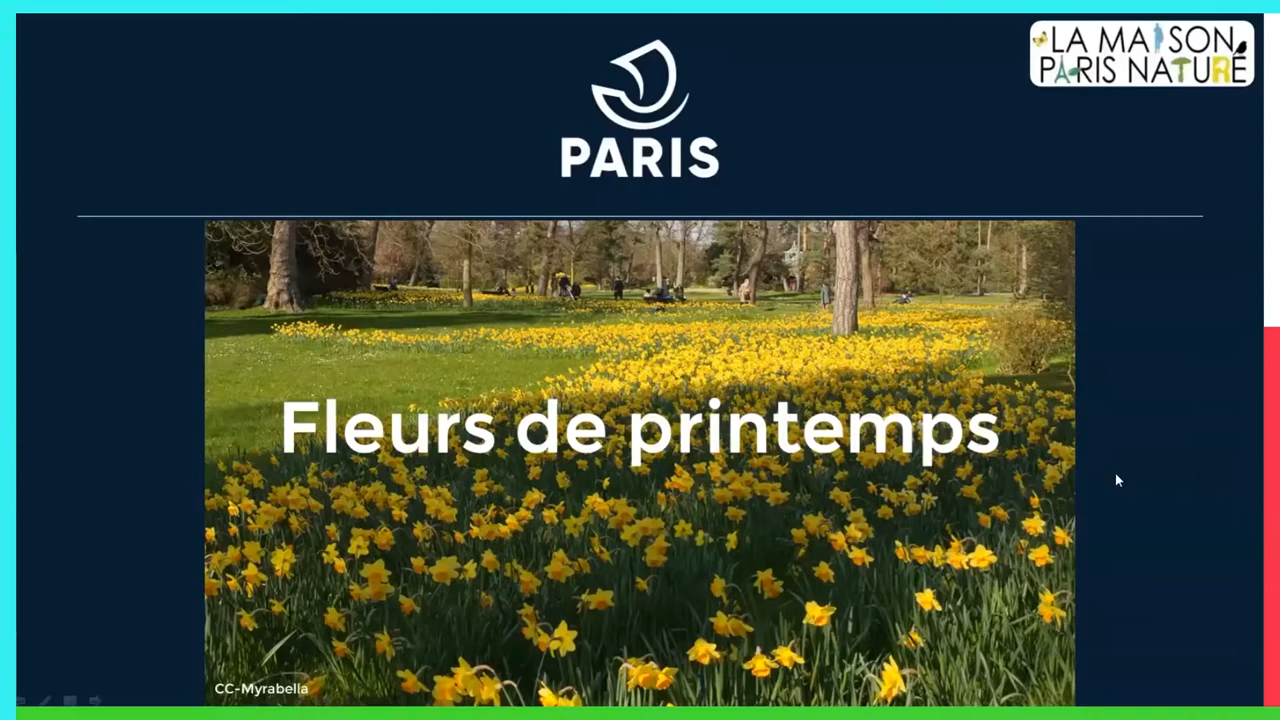 LA MAISON
PARIS NATURE
PARIS
Fleurs de printemps
CC-Myrabella